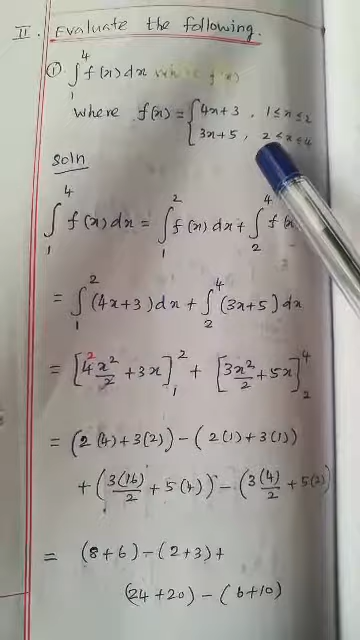 II. Evaluate the following.
① ∫₁⁴ f(x) dx
where f(x) = { 4x+3 , 1≤x≤2
3x+5 , 2<x≤4
Soln
∫₁⁴ f(x) dx = ∫₁² f(x) dx + ∫₂⁴ f(x
= ∫₁² (4x+3) dx + ∫₂⁴ (3x+5) dx
= [4 2 x²/2 + 3x]₁² + [3x²/2 + 5x]₂⁴
= (2(4)+3(2)) − (2(1)+3(1))
+ (3(16)/2 + 5(4)) − (3(4)/2 + 5(2)
= (8+6) − (2+3) +
(24+20) − (6+10)